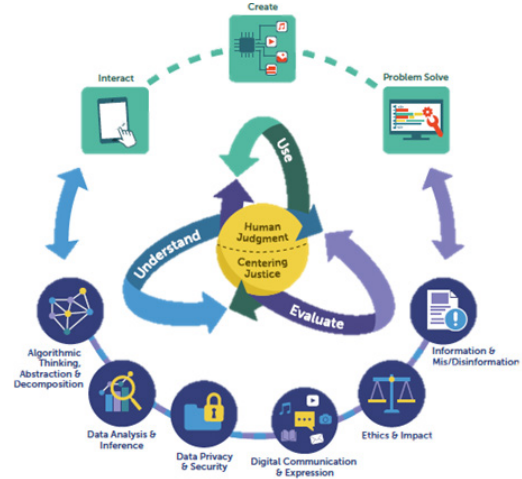 Create
Interact
Problem Solve
Use
Understand
Human
Judgment
Centering
Justice
Evaluate
Algorithmic
Thinking,
Abstraction &
Decomposition
Data Analysis &
Inference
Data Privacy
& Security
Digital Communication
& Expression
Ethics & Impact
Information &
Mis/Disinformation